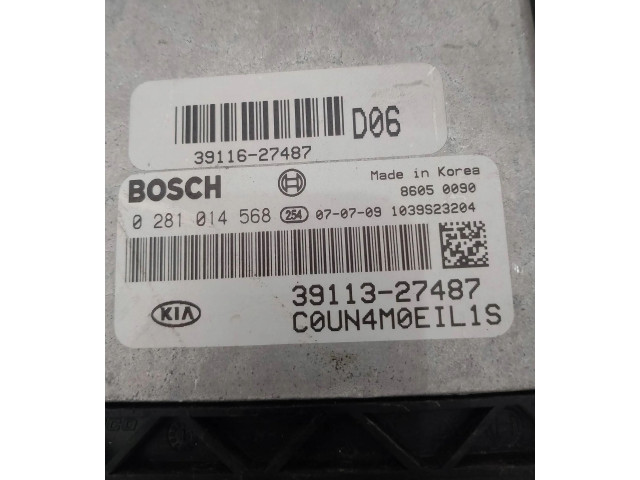 D06
39116-27487
BOSCH
Made in Korea
8605 0090
0 281 014 568 254 07-07-09 1039S23204
39113-27487
KIA
C0UN4M0EIL1S